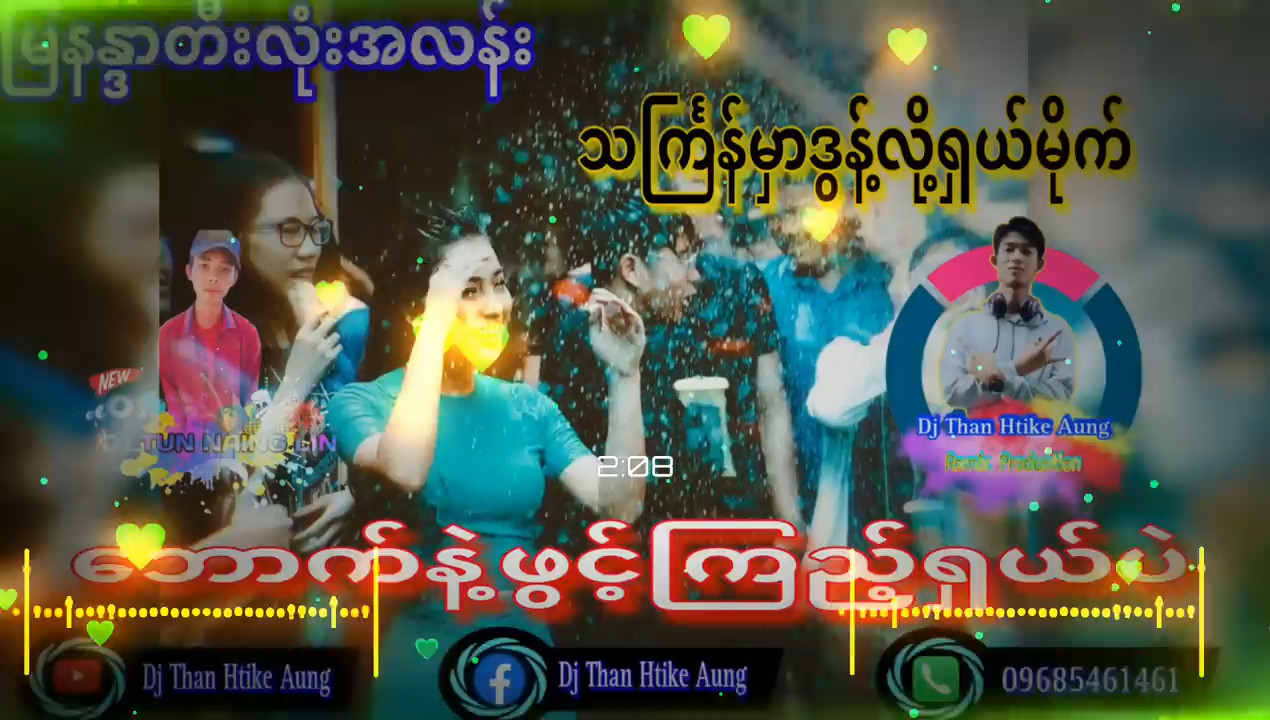 မြနန္ဒာတီးလုံးအလန်း
သင်္ကြန်မှာဒွန့်လို့ရှယ်မိုက်
NEW
TUN NAING LIN
Dj Than Htike Aung
Remix Production
2:08
ဘောက်နဲ့ဖွင့်ကြည့်ရှယ်ပဲ
Dj Than Htike Aung
Dj Than Htike Aung
09685461461